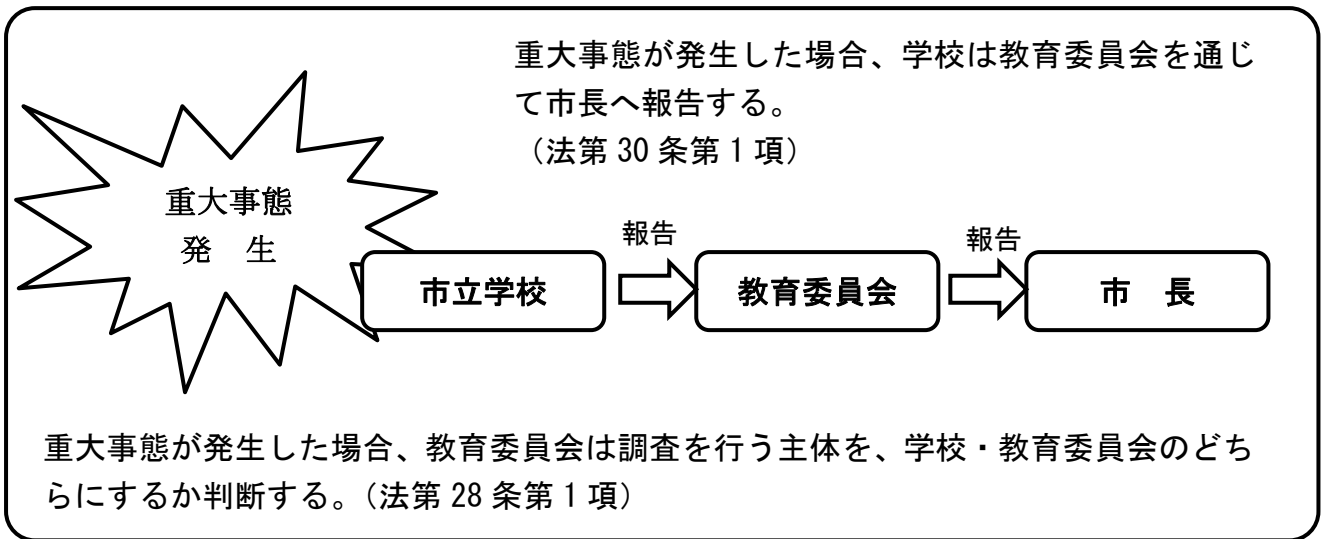 重大事態が発生した場合、学校は教育委員会を通じ
て市長へ報告する。
（法第 30 条第 1 項）
重大事態
発　生
報告
報告
市立学校
教育委員会
市　長
重大事態が発生した場合、教育委員会は調査を行う主体を、学校・教育委員会のどち
らにするか判断する。（法第 28 条第 1 項）